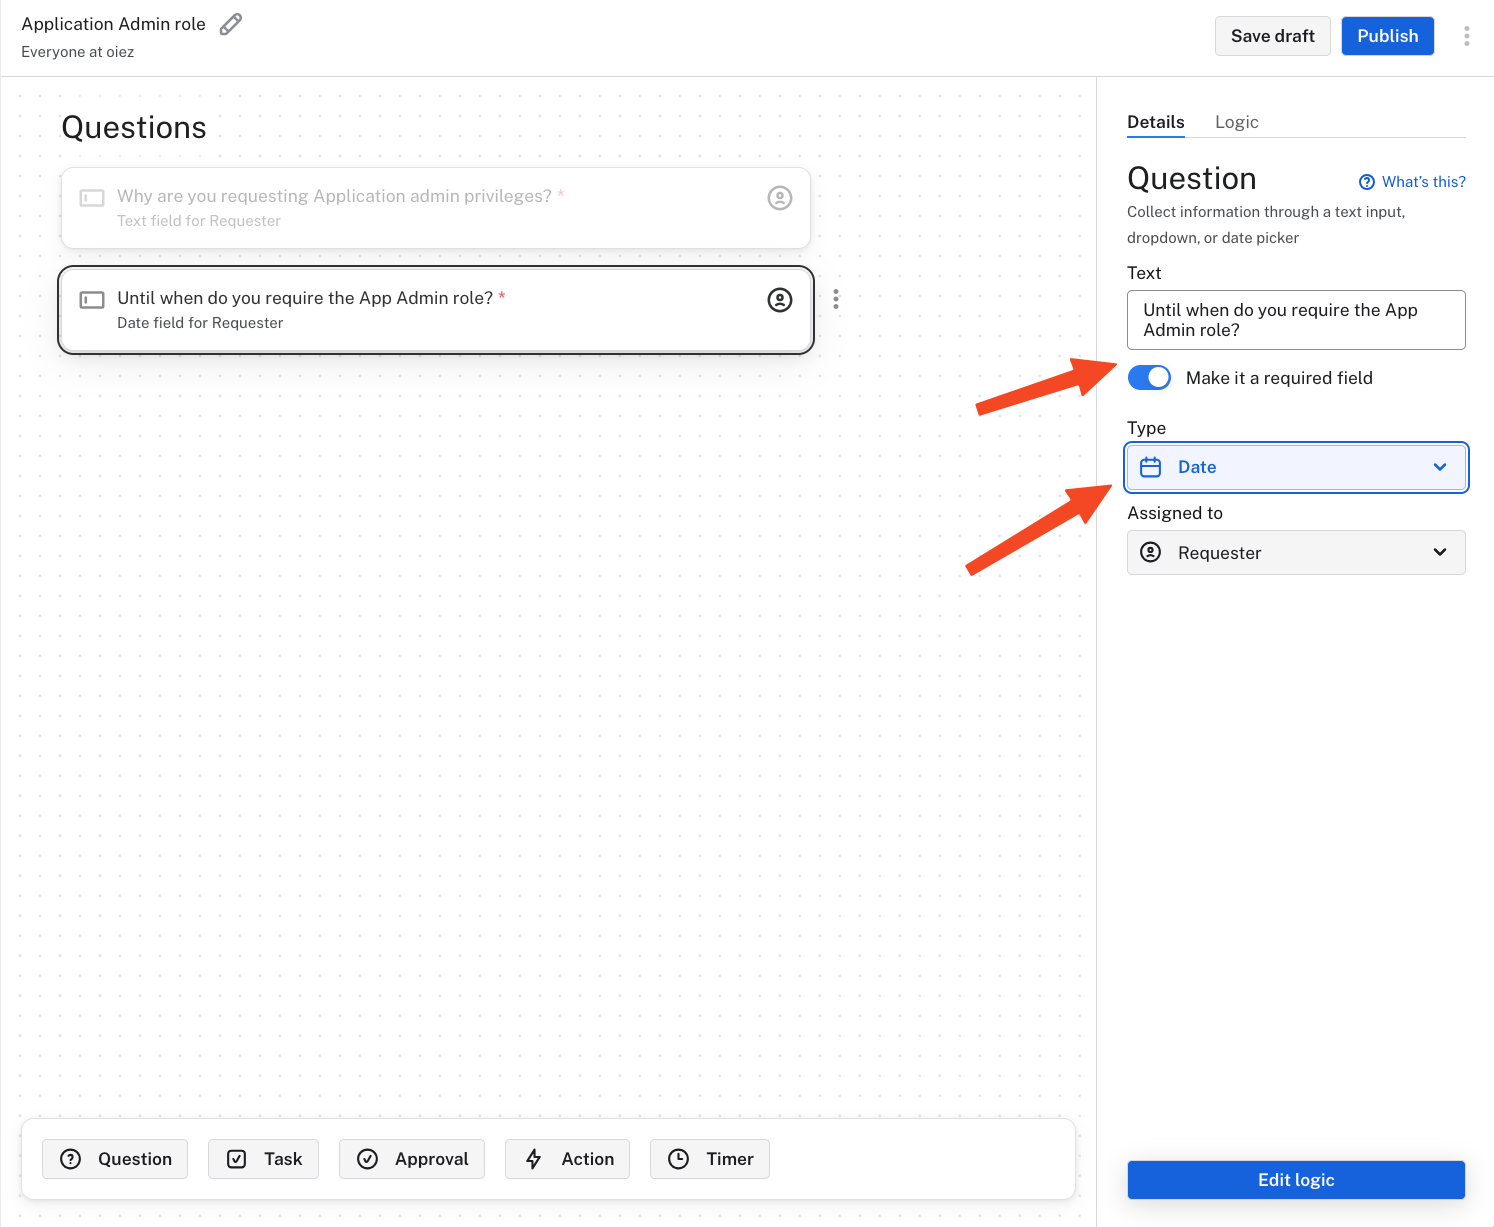 Application Admin role
Everyone at oiez
Save draft
Publish
Questions
Why are you requesting Application admin privileges? *
Text field for Requester
Until when do you require the App Admin role? *
Date field for Requester
Details
Logic
Question
What's this?
Collect information through a text input,
dropdown, or date picker
Text
Until when do you require the App
Admin role?
Make it a required field
Type
Date
Assigned to
Requester
Question
Task
Approval
Action
Timer
Edit logic